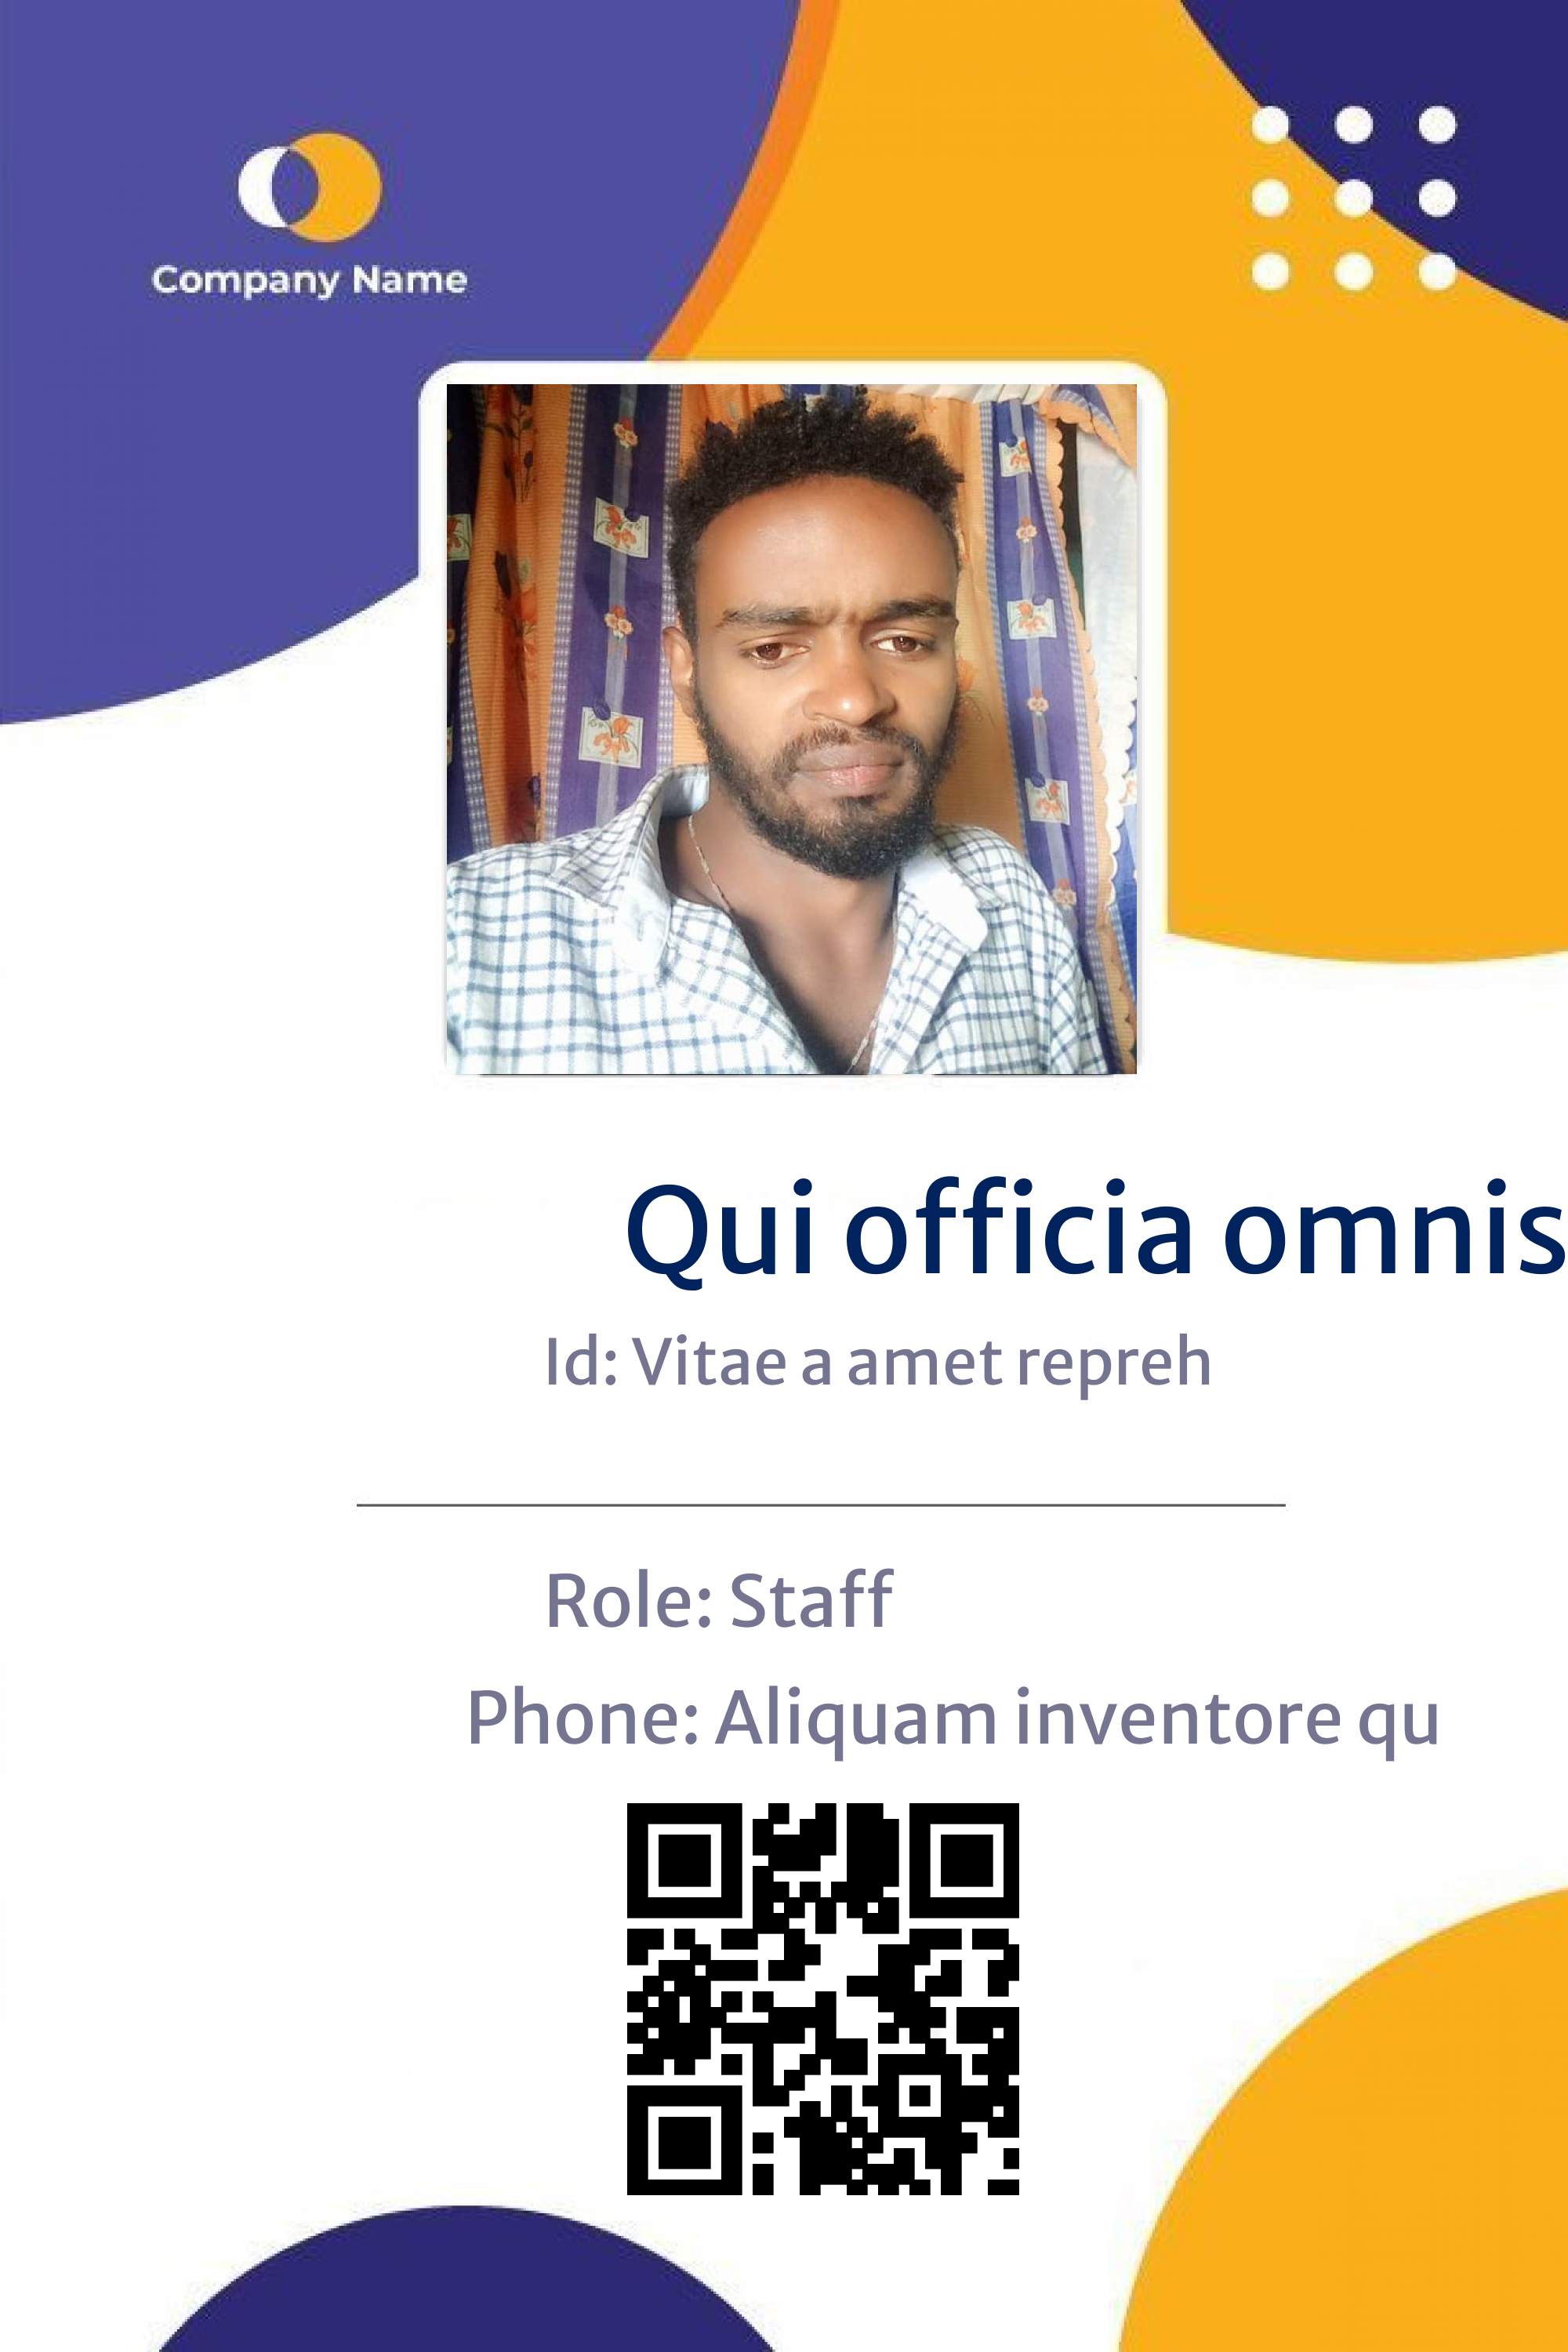 Company Name
Qui officia omnis
Id: Vitae a amet repreh
Role: Staff
Phone: Aliquam inventore qu